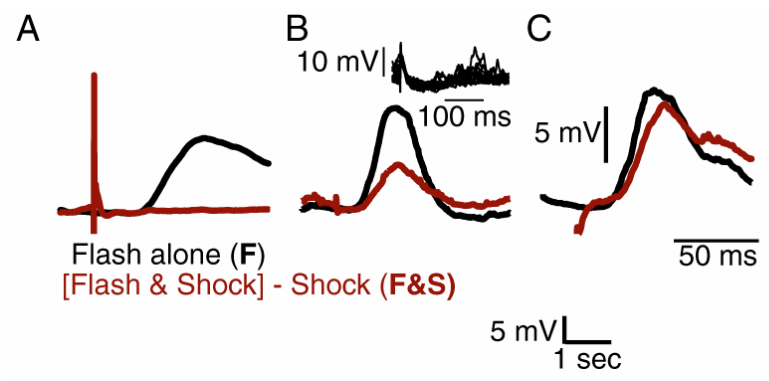 A
B
C
10 mV
100 ms
5 mV
Flash alone (F)
[Flash & Shock] - Shock (F&S)
50 ms
5 mV
1 sec